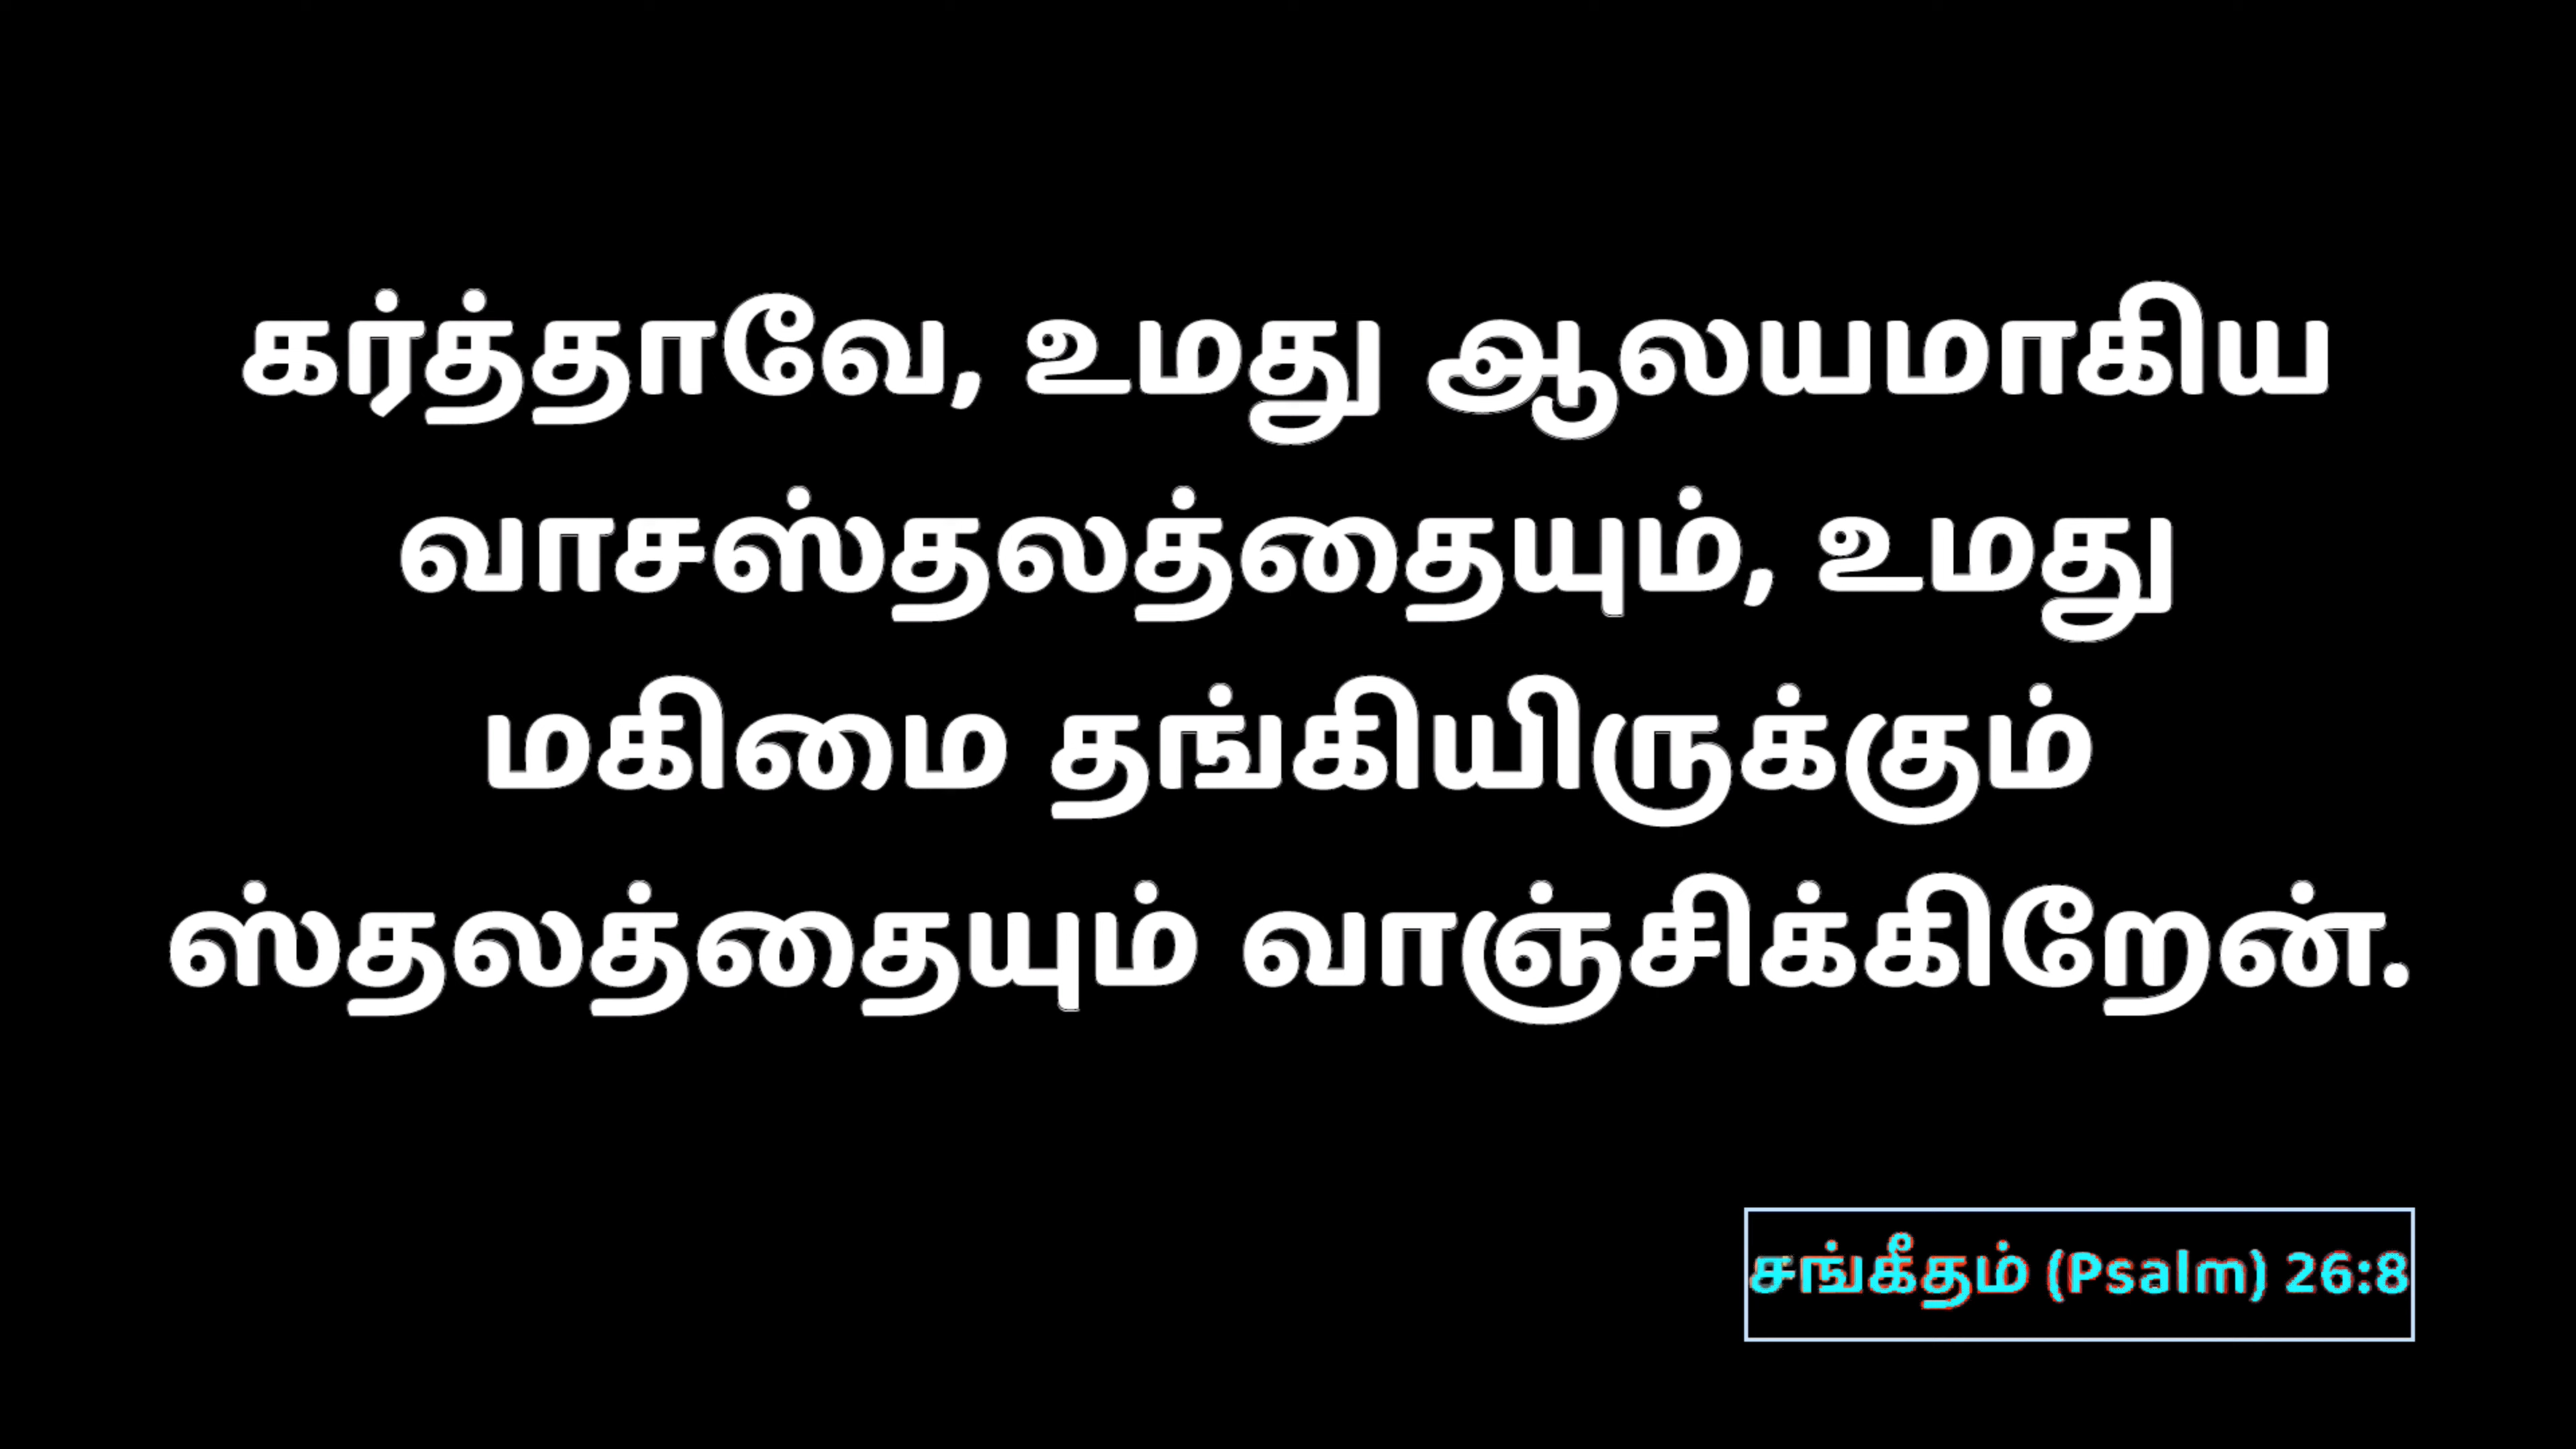 கர்த்தாவே, உமது ஆலயமாகிய
வாசஸ்தலத்தையும், உமது
மகிமை தங்கியிருக்கும்
ஸ்தலத்தையும் வாஞ்சிக்கிறேன்.
சங்கீதம் (Psalm) 26:8